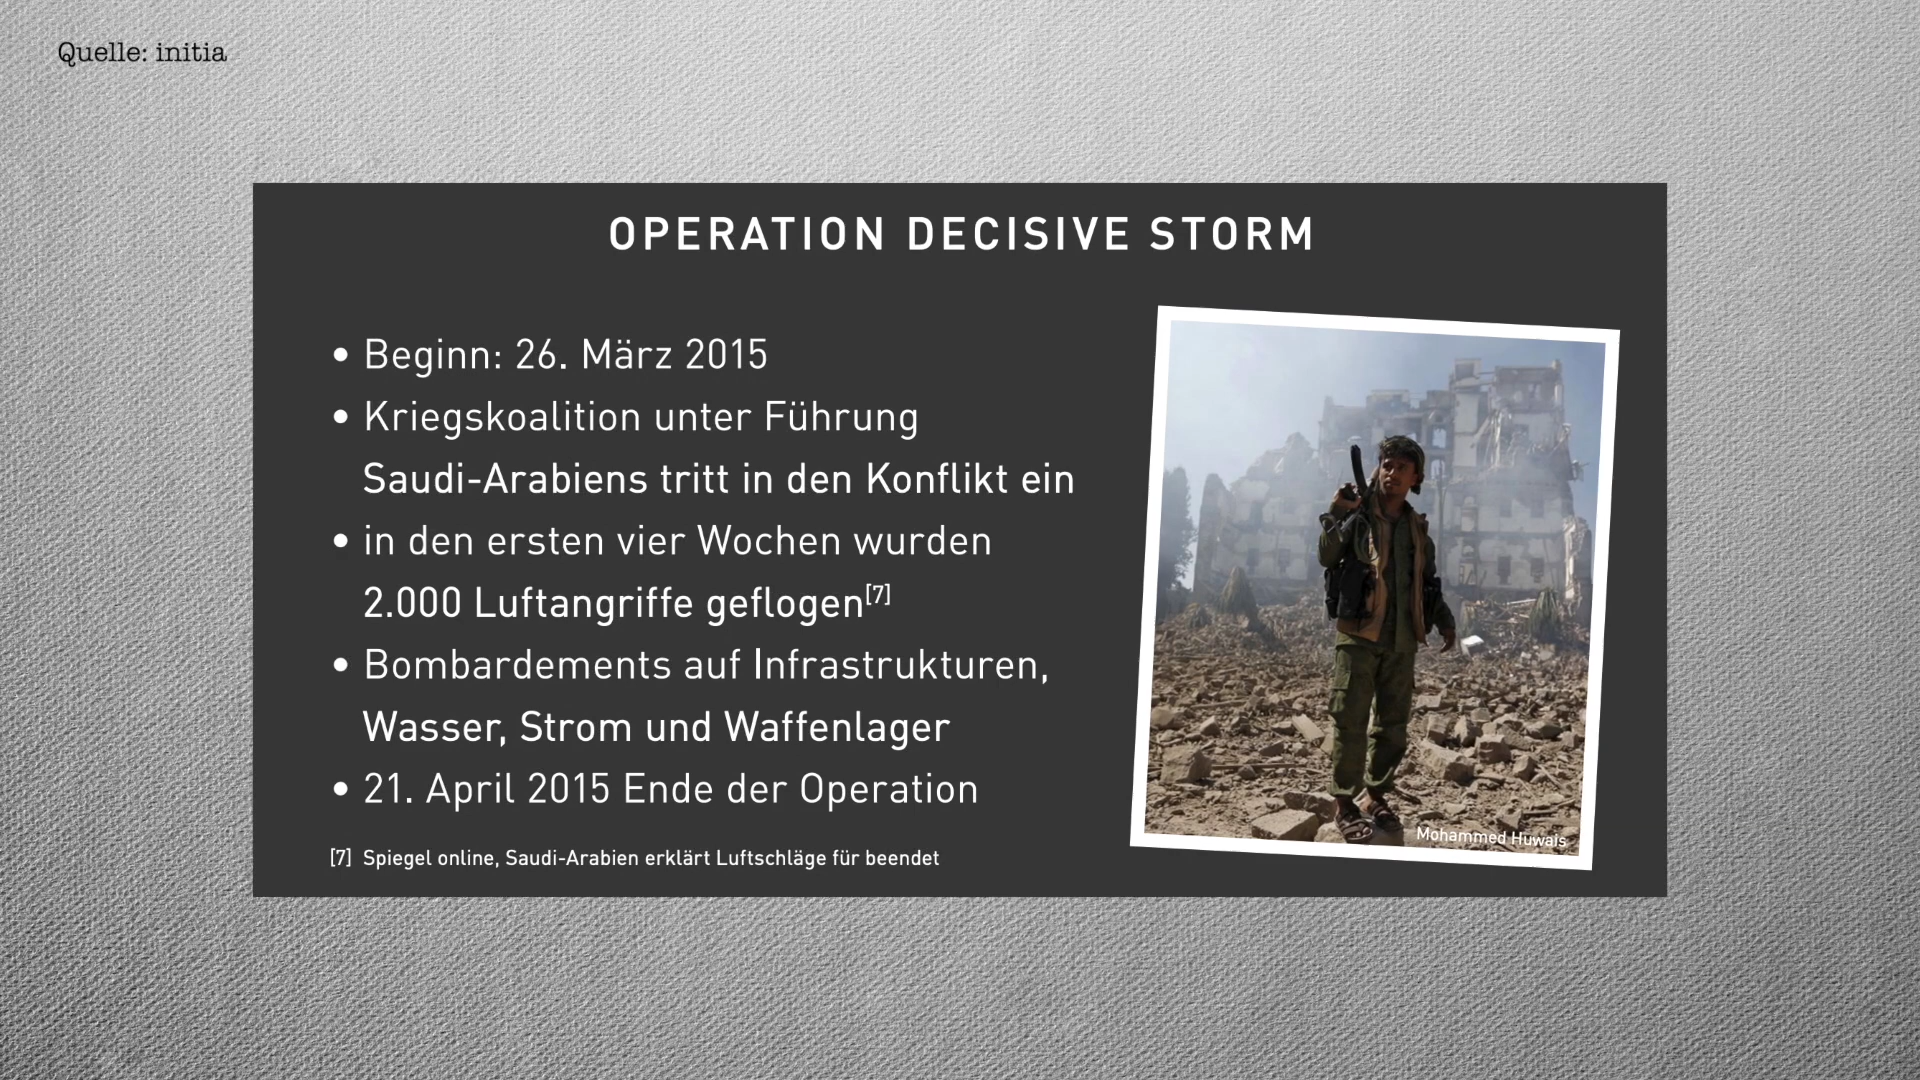 Quelle: initia
OPERATION DECISIVE STORM
• Beginn: 26. März 2015
• Kriegskoalition unter Führung
Saudi-Arabiens tritt in den Konflikt ein
• in den ersten vier Wochen wurden
2.000 Luftangriffe geflogen[7]
• Bombardements auf Infrastrukturen,
Wasser, Strom und Waffenlager
• 21. April 2015 Ende der Operation
[7] Spiegel online, Saudi-Arabien erklärt Luftschläge für beendet
Mohammed Huwais